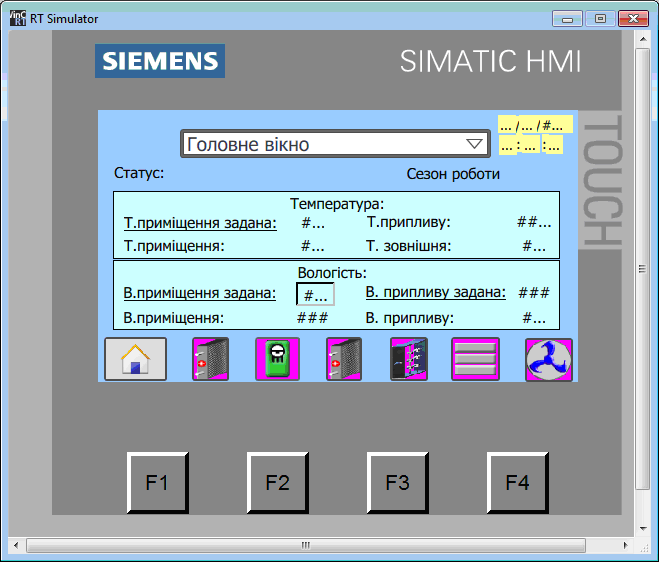 RT Simulator
SIEMENS SIMATIC HMI
TOUCH
Головне вікно
... /... /#...
... : ... :...
Статус: Сезон роботи
Температура:
Т.приміщення задана: #... Т.припливу: ##...
Т.приміщення: #... Т. зовнішня: #...
Вологість:
В.приміщення задана: #... В. припливу задана: ###
В.приміщення: ### В. припливу: #...
F1 F2 F3 F4